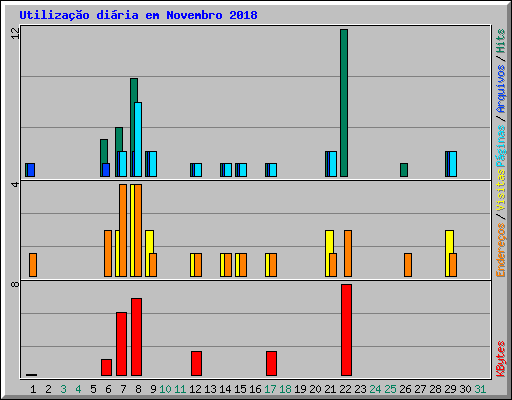 Utilização diária em Novembro 2018
12
4
8
Endereços / Visitas Páginas / Arquivos / Hits
KBytes
1 2 3 4 5 6 7 8 9 10 11 12 13 14 15 16 17 18 19 20 21 22 23 24 25 26 27 28 29 30 31